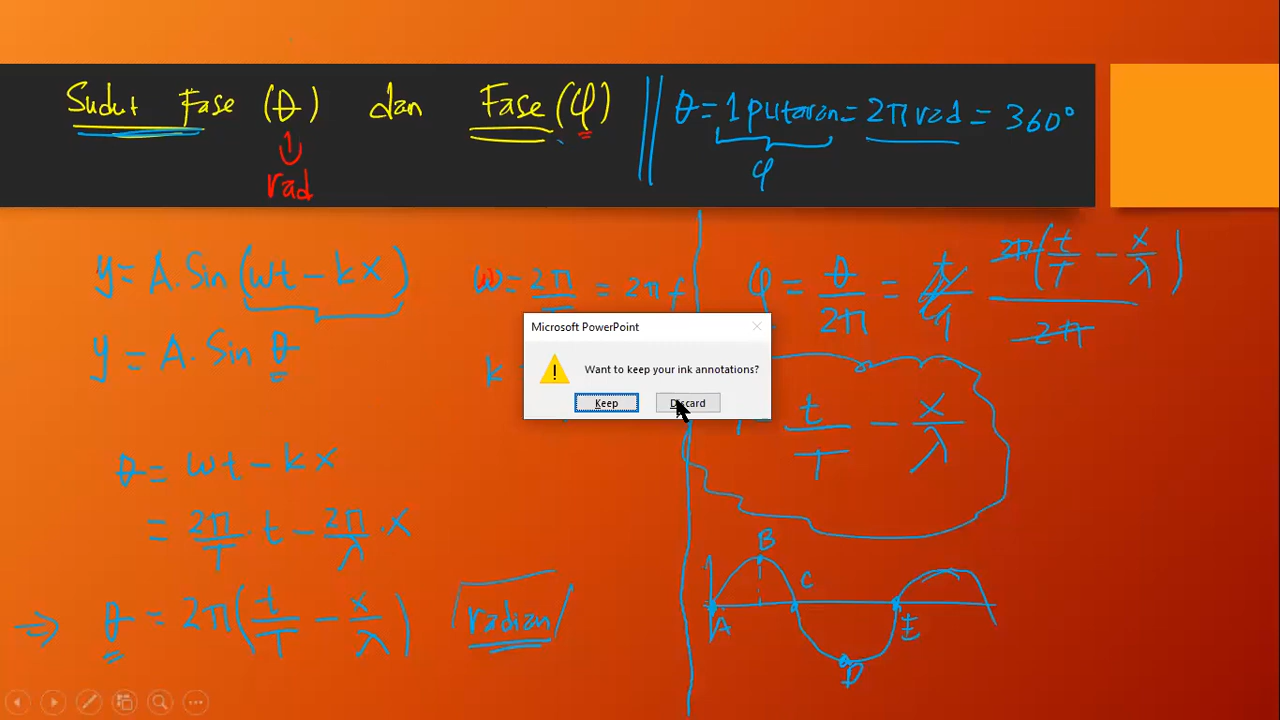 Sudut Fase (θ) dan Fase (φ)
rad
θ = 1 putaran = 2π rad = 360°
φ
y = A. Sin (ωt - kx)
y = A. Sin θ
θ = ωt - kx
= 2π/T . t - 2π/λ . x
⇒ θ = 2π(t/T - x/λ) radian
ω = 2π = 2πf
k
Microsoft PowerPoint
Want to keep your ink annotations?
Keep
Discard
φ = θ/2π = 2π(t/T - x/λ)/2π
t/T - x/λ
A
B
C
D
E